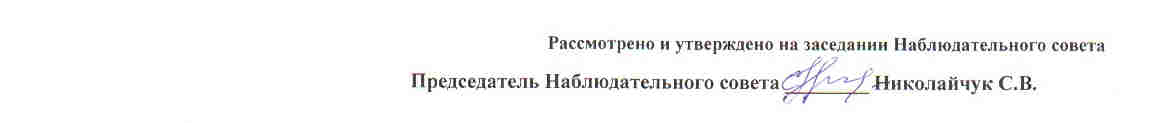 Рассмотрено и утверждено на заседании Наблюдательного совета
Председатель Наблюдательного совета Николайчук С.В.